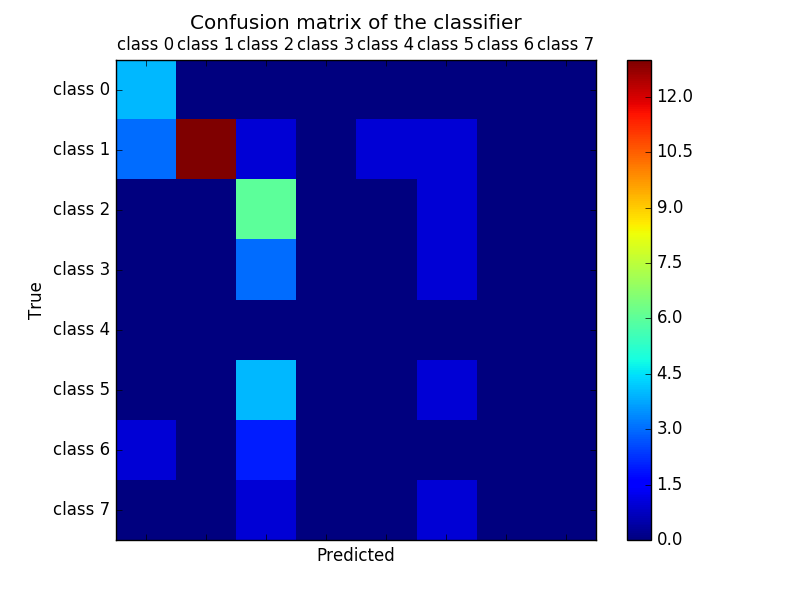 Confusion matrix of the classifier
class 0 class 1 class 2 class 3 class 4 class 5 class 6 class 7
class 0
class 1
class 2
class 3
class 4
class 5
class 6
class 7
True
Predicted
12.0
10.5
9.0
7.5
6.0
4.5
3.0
1.5
0.0